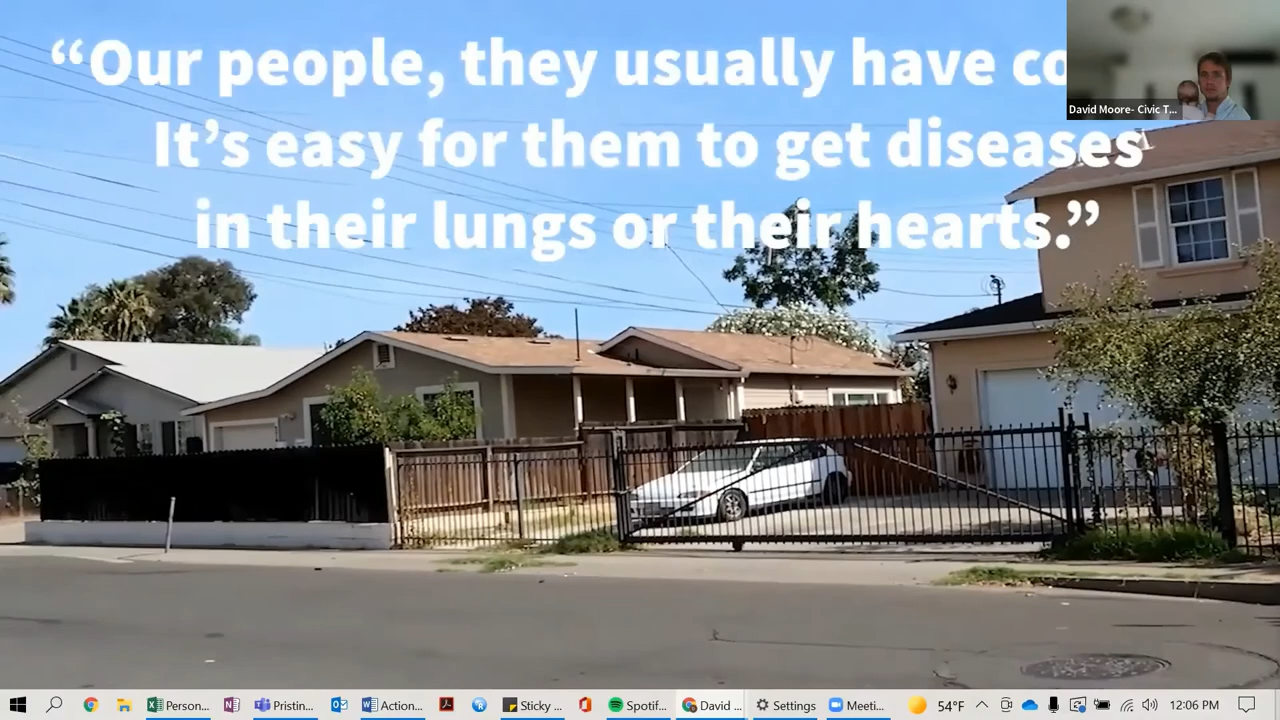 “Our people, they usually have
It’s easy for them to get diseases
in their lungs or their hearts.”
David Moore- Civic T...
Person...
Pristin...
Action...
Sticky ...
Spotif...
David ...
Settings
Meeti...
54°F
12:06 PM